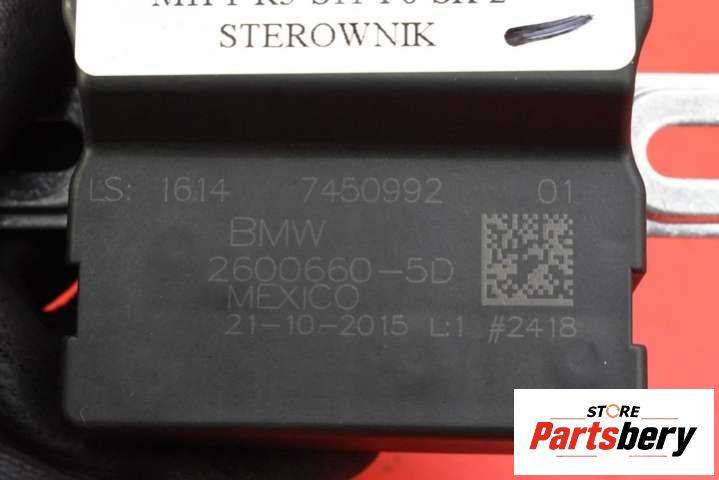 STEROWNIK
LS: 1614 7450992 01
BMW
2600660-5D
MEXICO
21-10-2015 L:1 #2418
STORE
Partsbery